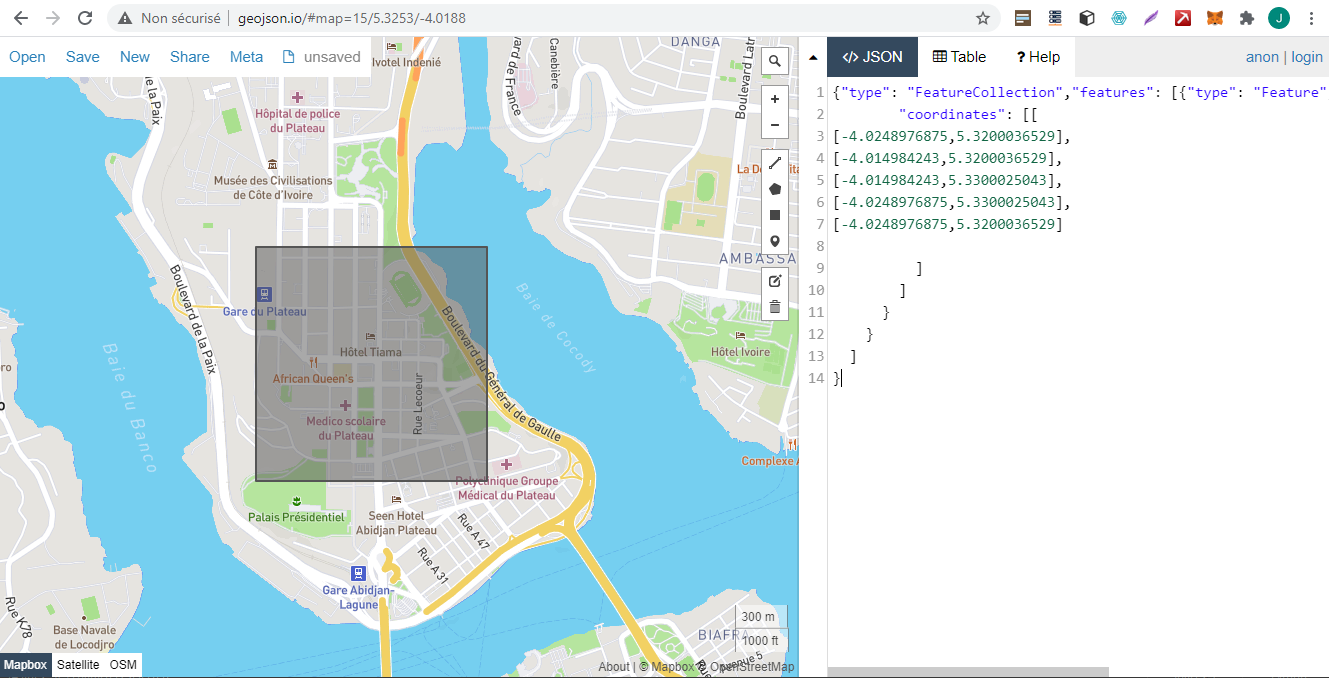 Non sécurisé | geojson.io/#map=15/5.3253/-4.0188
J
Open Save New Share Meta unsaved
</> JSON Table ? Help anon | login
DANGA
Ivotel Indenié
Canebière
Boulevard de France
Boulevard Latr
de la Paix
Hôpital de police
du Plateau
Musée des Civilisations
de Côte d'Ivoire
AMBASSA
Boulevard de la Paix
Gare du Plateau
Baie de Cocody
Boulevard du Général de Gaulle
Hôtel Tiama
Hôtel Ivoire
African Queen's
Rue Lecoeur
Baie du Banco
Medico scolaire
du Plateau
Complexe A
Polyclinique Groupe
Médical du Plateau
Palais Présidentiel
Seen Hotel
Abidjan Plateau
Rue A 47
Rue A 31
Gare Abidjan-
Lagune
Rue K78
Base Navale
de Locodjro
300 m
1000 ft
BIAFRA
Avenue 5
Mapbox Satellite OSM
About | © Mapbox © OpenStreetMap
1 {"type": "FeatureCollection","features": [{"type": "Feature"
2 "coordinates": [[
3 [-4.0248976875,5.3200036529],
4 [-4.014984243,5.3200036529],
5 [-4.014984243,5.3300025043],
6 [-4.0248976875,5.3300025043],
7 [-4.0248976875,5.3200036529]
8
9 ]
10 ]
11 }
12 }
13 ]
14 }